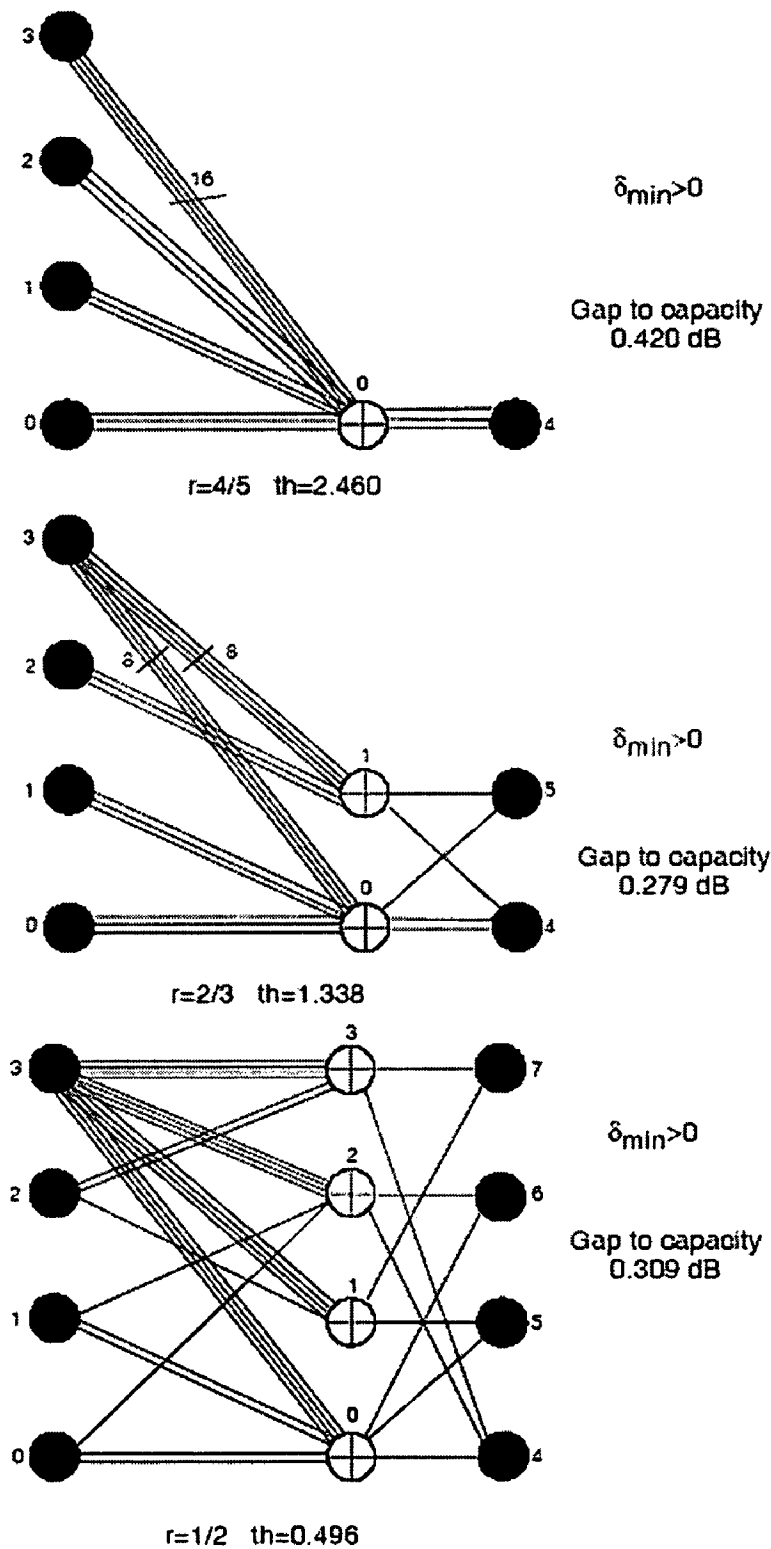 3
2
16
δmin>0
1
Gap to capacity
0.420 dB
0
0
4
r=4/5 th=2.460
3
8
8
2
δmin>0
1
1
5
Gap to capacity
0.279 dB
0
0
4
r=2/3 th=1.338
3
3
7
δmin>0
2
2
6
Gap to capacity
0.309 dB
1
1
5
0
0
4
r=1/2 th=0.496